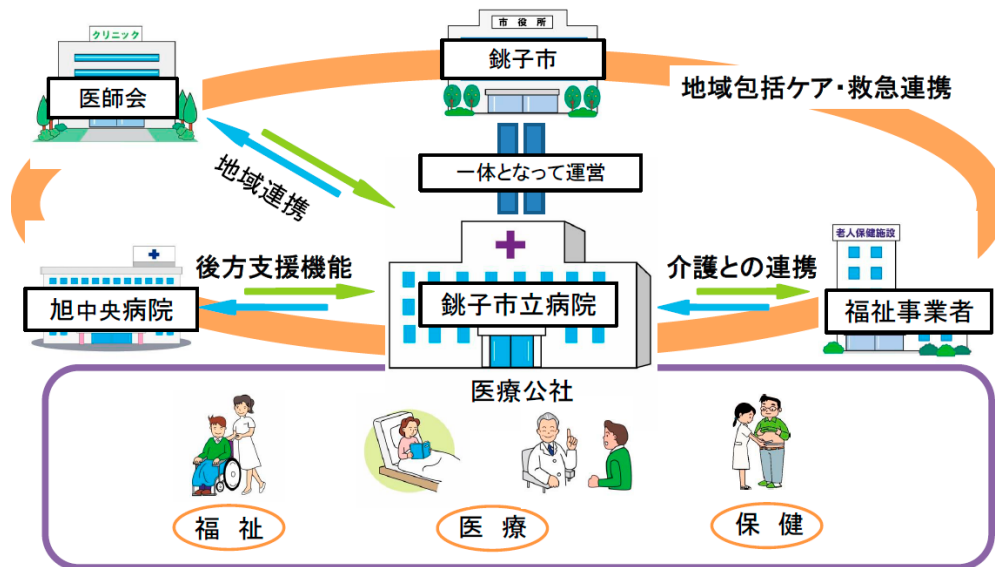 市役所
銚子市
クリニック
医師会
地域包括ケア・救急連携
一体となって運営
地域連携
老人保健施設
後方支援機能
介護との連携
旭中央病院
銚子市立病院
福祉事業者
医療公社
福祉
医療
保健